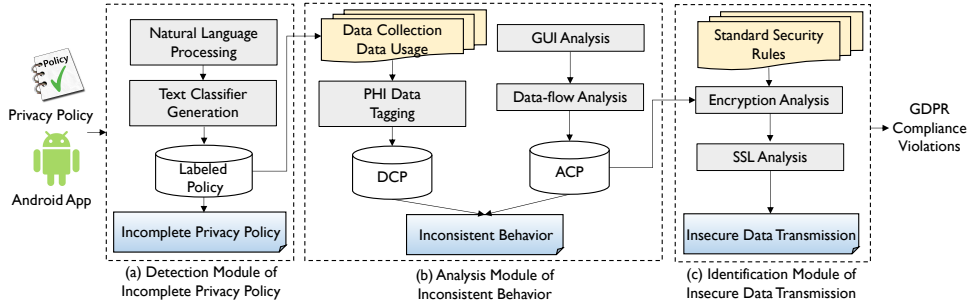 Policy
Privacy Policy
Android App
Natural Language
Processing
Text Classifier
Generation
Labeled
Policy
Incomplete Privacy Policy
(a) Detection Module of
Incomplete Privacy Policy
Data Collection
Data Usage
PHI Data
Tagging
DCP
GUI Analysis
Data-flow Analysis
ACP
Inconsistent Behavior
(b) Analysis Module of
Inconsistent Behavior
Standard Security
Rules
Encryption Analysis
SSL Analysis
Insecure Data Transmission
(c) Identification Module of
Insecure Data Transmission
GDPR
Compliance
Violations